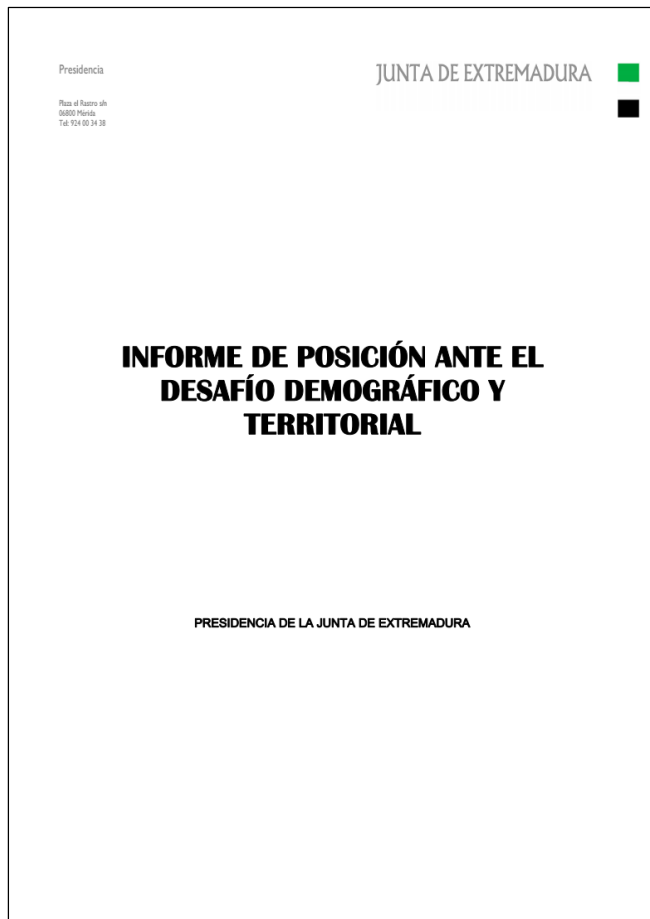 Presidencia
JUNTA DE EXTREMADURA
Plaza el Rastro s/n
06800 Mérida
Tel: 924 00 34 38
INFORME DE POSICIÓN ANTE EL
DESAFÍO DEMOGRÁFICO Y
TERRITORIAL
PRESIDENCIA DE LA JUNTA DE EXTREMADURA